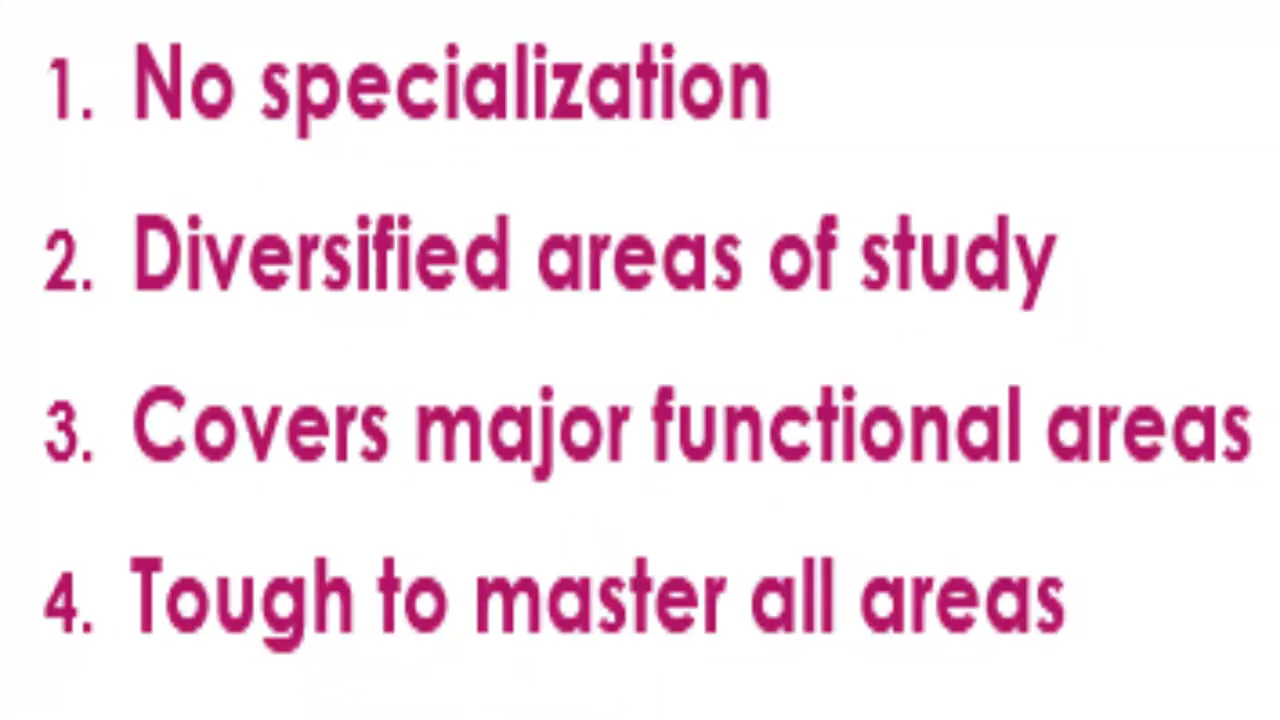 1. No specialization
2. Diversified areas of study
3. Covers major functional areas
4. Tough to master all areas